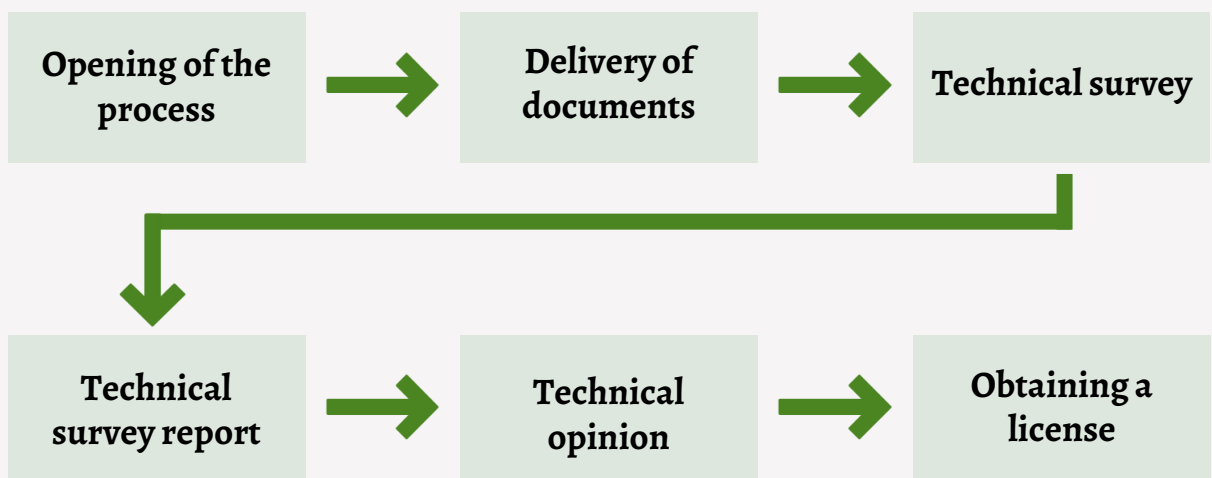 Opening of the
process
Delivery of
documents
Technical survey
Technical
survey report
Technical
opinion
Obtaining a
license